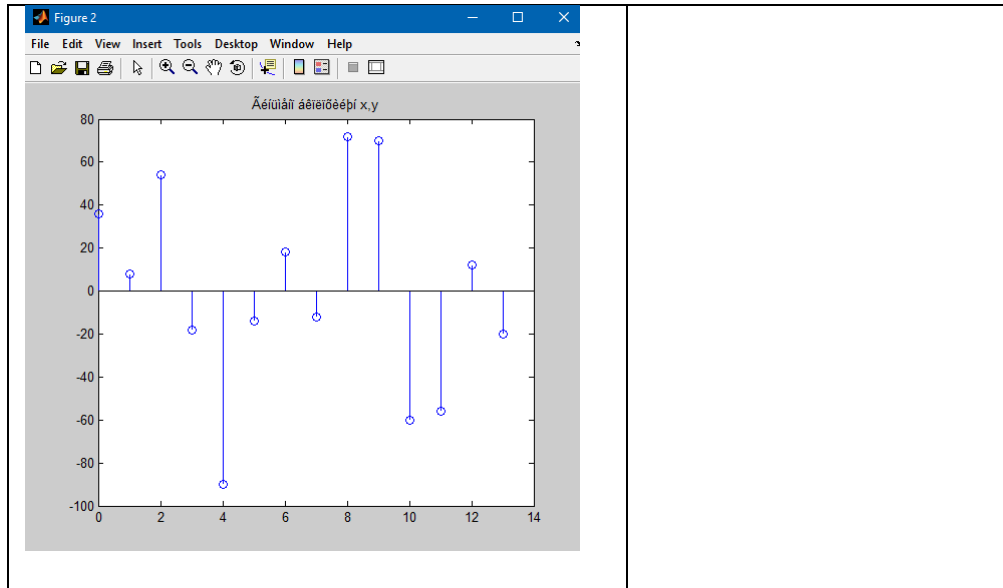 Figure 2
File Edit View Insert Tools Desktop Window Help
Ãéíüìåíï áêïëïõèéþí x,y
80
60
40
20
0
-20
-40
-60
-80
-100
0 2 4 6 8 10 12 14